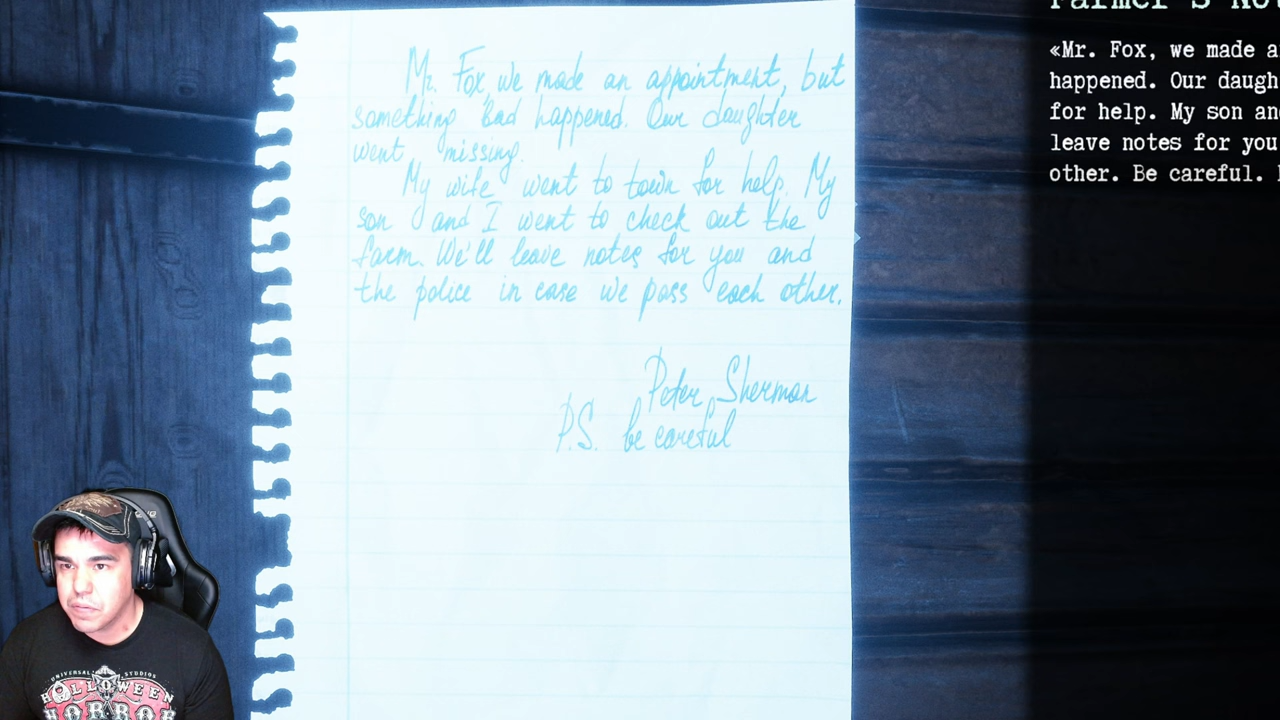 Mr. Fox, we made an appointment, but
something bad happened. Our daughter
went missing.
My wife went to town for help. My
son and I went to check out the
farm. We'll leave notes for you and
the police in case we pass each other.
Peter Sherman
P.S. be careful
Farmer's No
«Mr. Fox, we made a
happened. Our daugh
for help. My son an
leave notes for you
other. Be careful.
UNIVERSAL STUDIOS
HALLOWEEN
HORROR